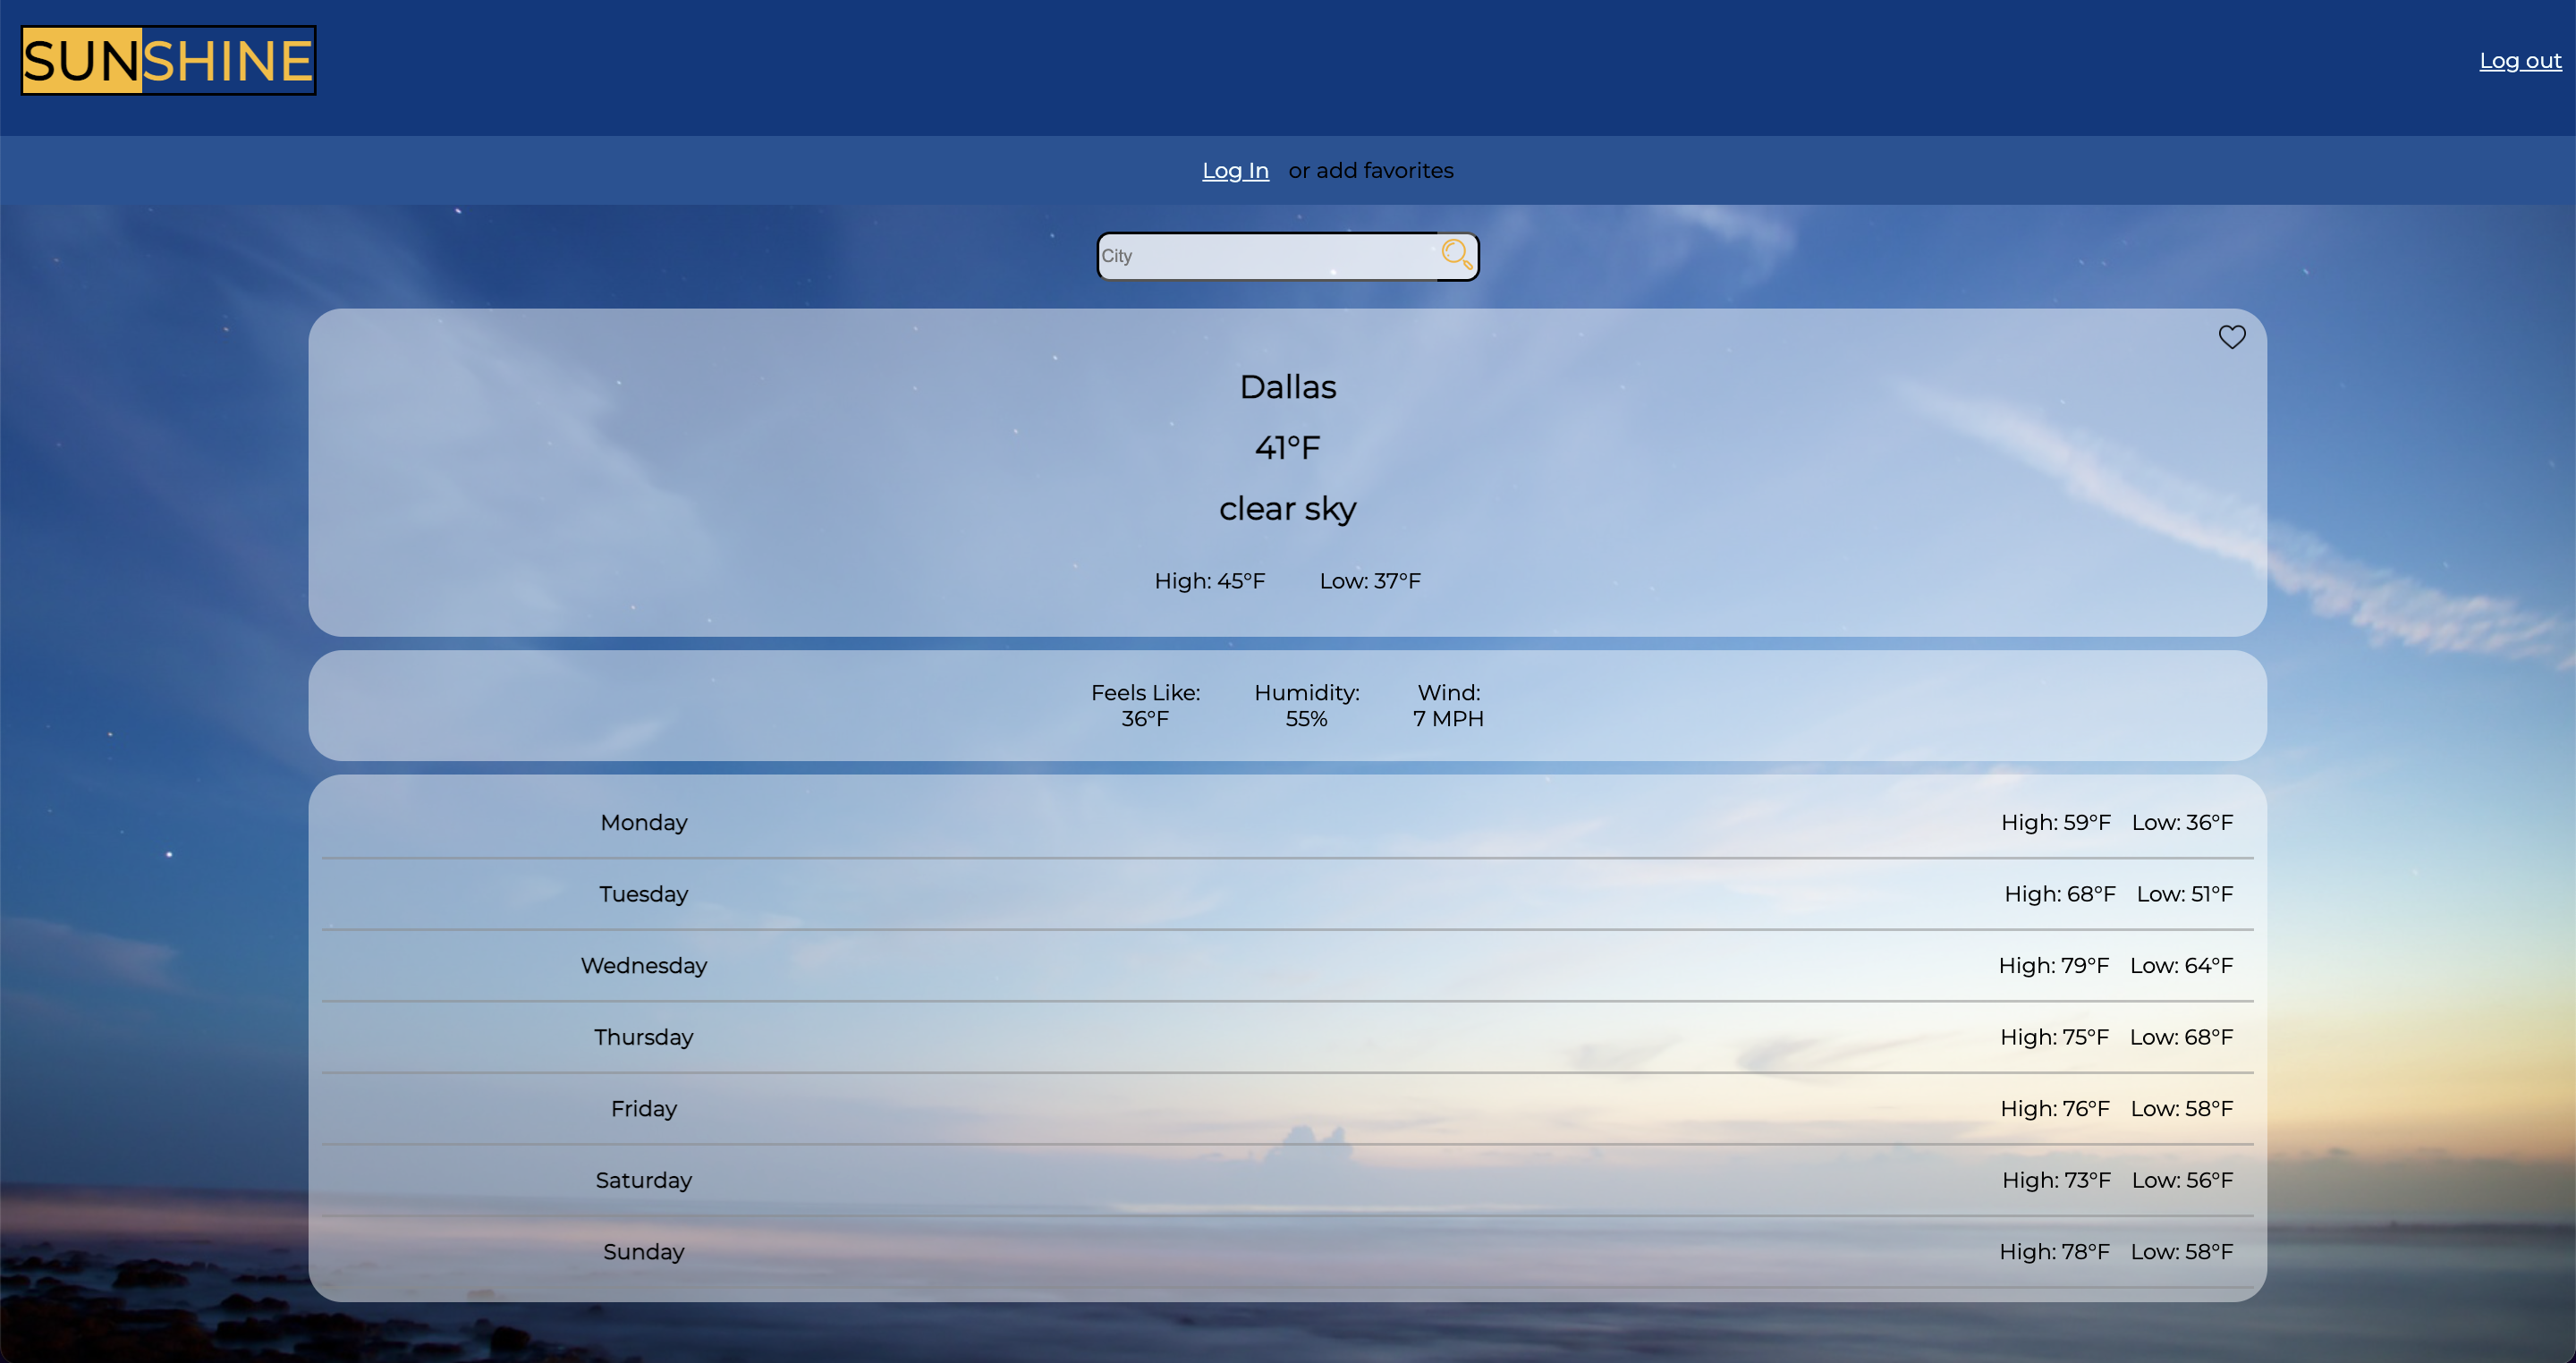 SUNSHINE
Log out
Log In or add favorites
City
Dallas
41°F
clear sky
High: 45°F Low: 37°F
Feels Like: Humidity: Wind:
36°F 55% 7 MPH
Monday High: 59°F Low: 36°F
Tuesday High: 68°F Low: 51°F
Wednesday High: 79°F Low: 64°F
Thursday High: 75°F Low: 68°F
Friday High: 76°F Low: 58°F
Saturday High: 73°F Low: 56°F
Sunday High: 78°F Low: 58°F